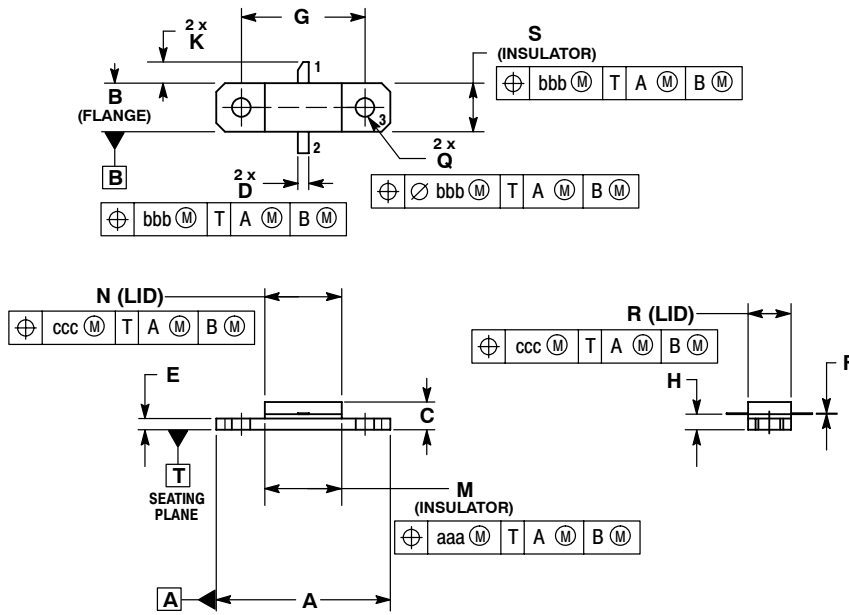 G
2 x
K
1
S
(INSULATOR)
⌖ bbb Ⓜ T A Ⓜ B Ⓜ
B
(FLANGE)
3
2
B
2 x
Q
2 x
D
⌖ ∅ bbb Ⓜ T A Ⓜ B Ⓜ
⌖ bbb Ⓜ T A Ⓜ B Ⓜ
N (LID)
⌖ ccc Ⓜ T A Ⓜ B Ⓜ
R (LID)
⌖ ccc Ⓜ T A Ⓜ B Ⓜ
E
C
H
F
T
SEATING
PLANE
M
(INSULATOR)
⌖ aaa Ⓜ T A Ⓜ B Ⓜ
A
A